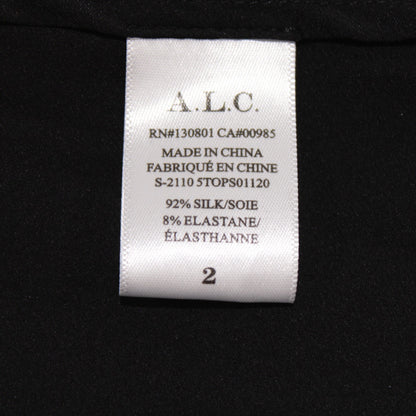 A.L.C.
RN#130801 CA#00985
MADE IN CHINA
FABRIQUÉ EN CHINE
S-2110 5TOPS01120
92% SILK/SOIE
8% ELASTANE/
ÉLASTHANNE
2